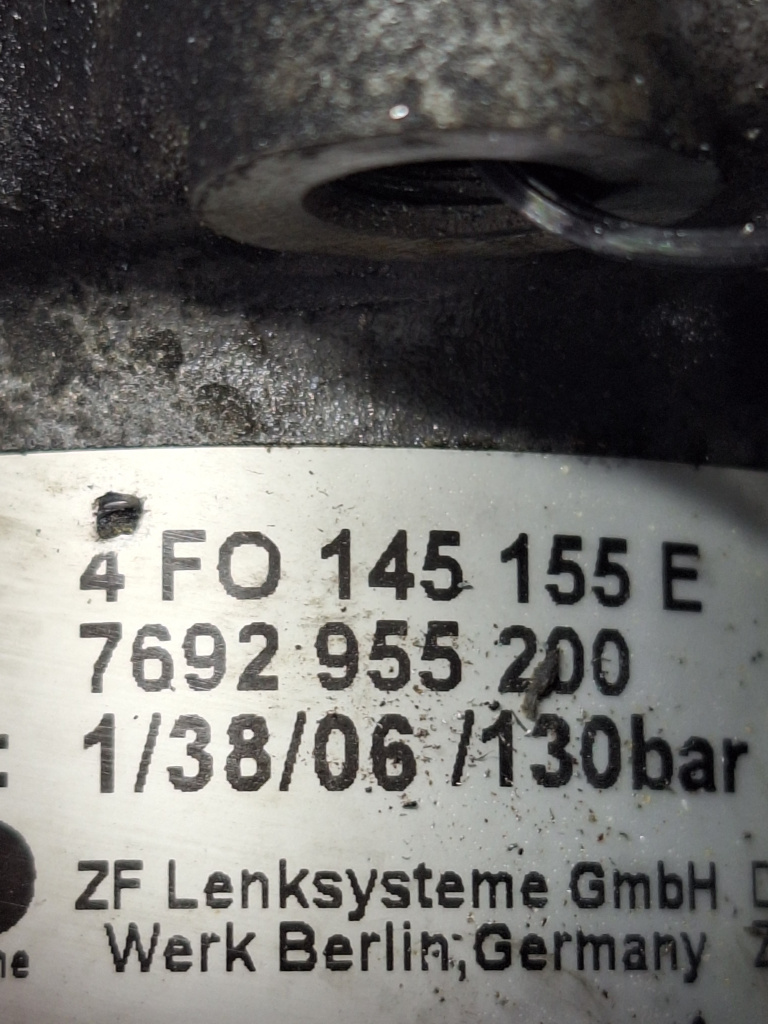 4 FO 145 155 E
7692 955 200
: 1/38/06 /130bar
ZF Lenksysteme GmbH
Werk Berlin,Germany